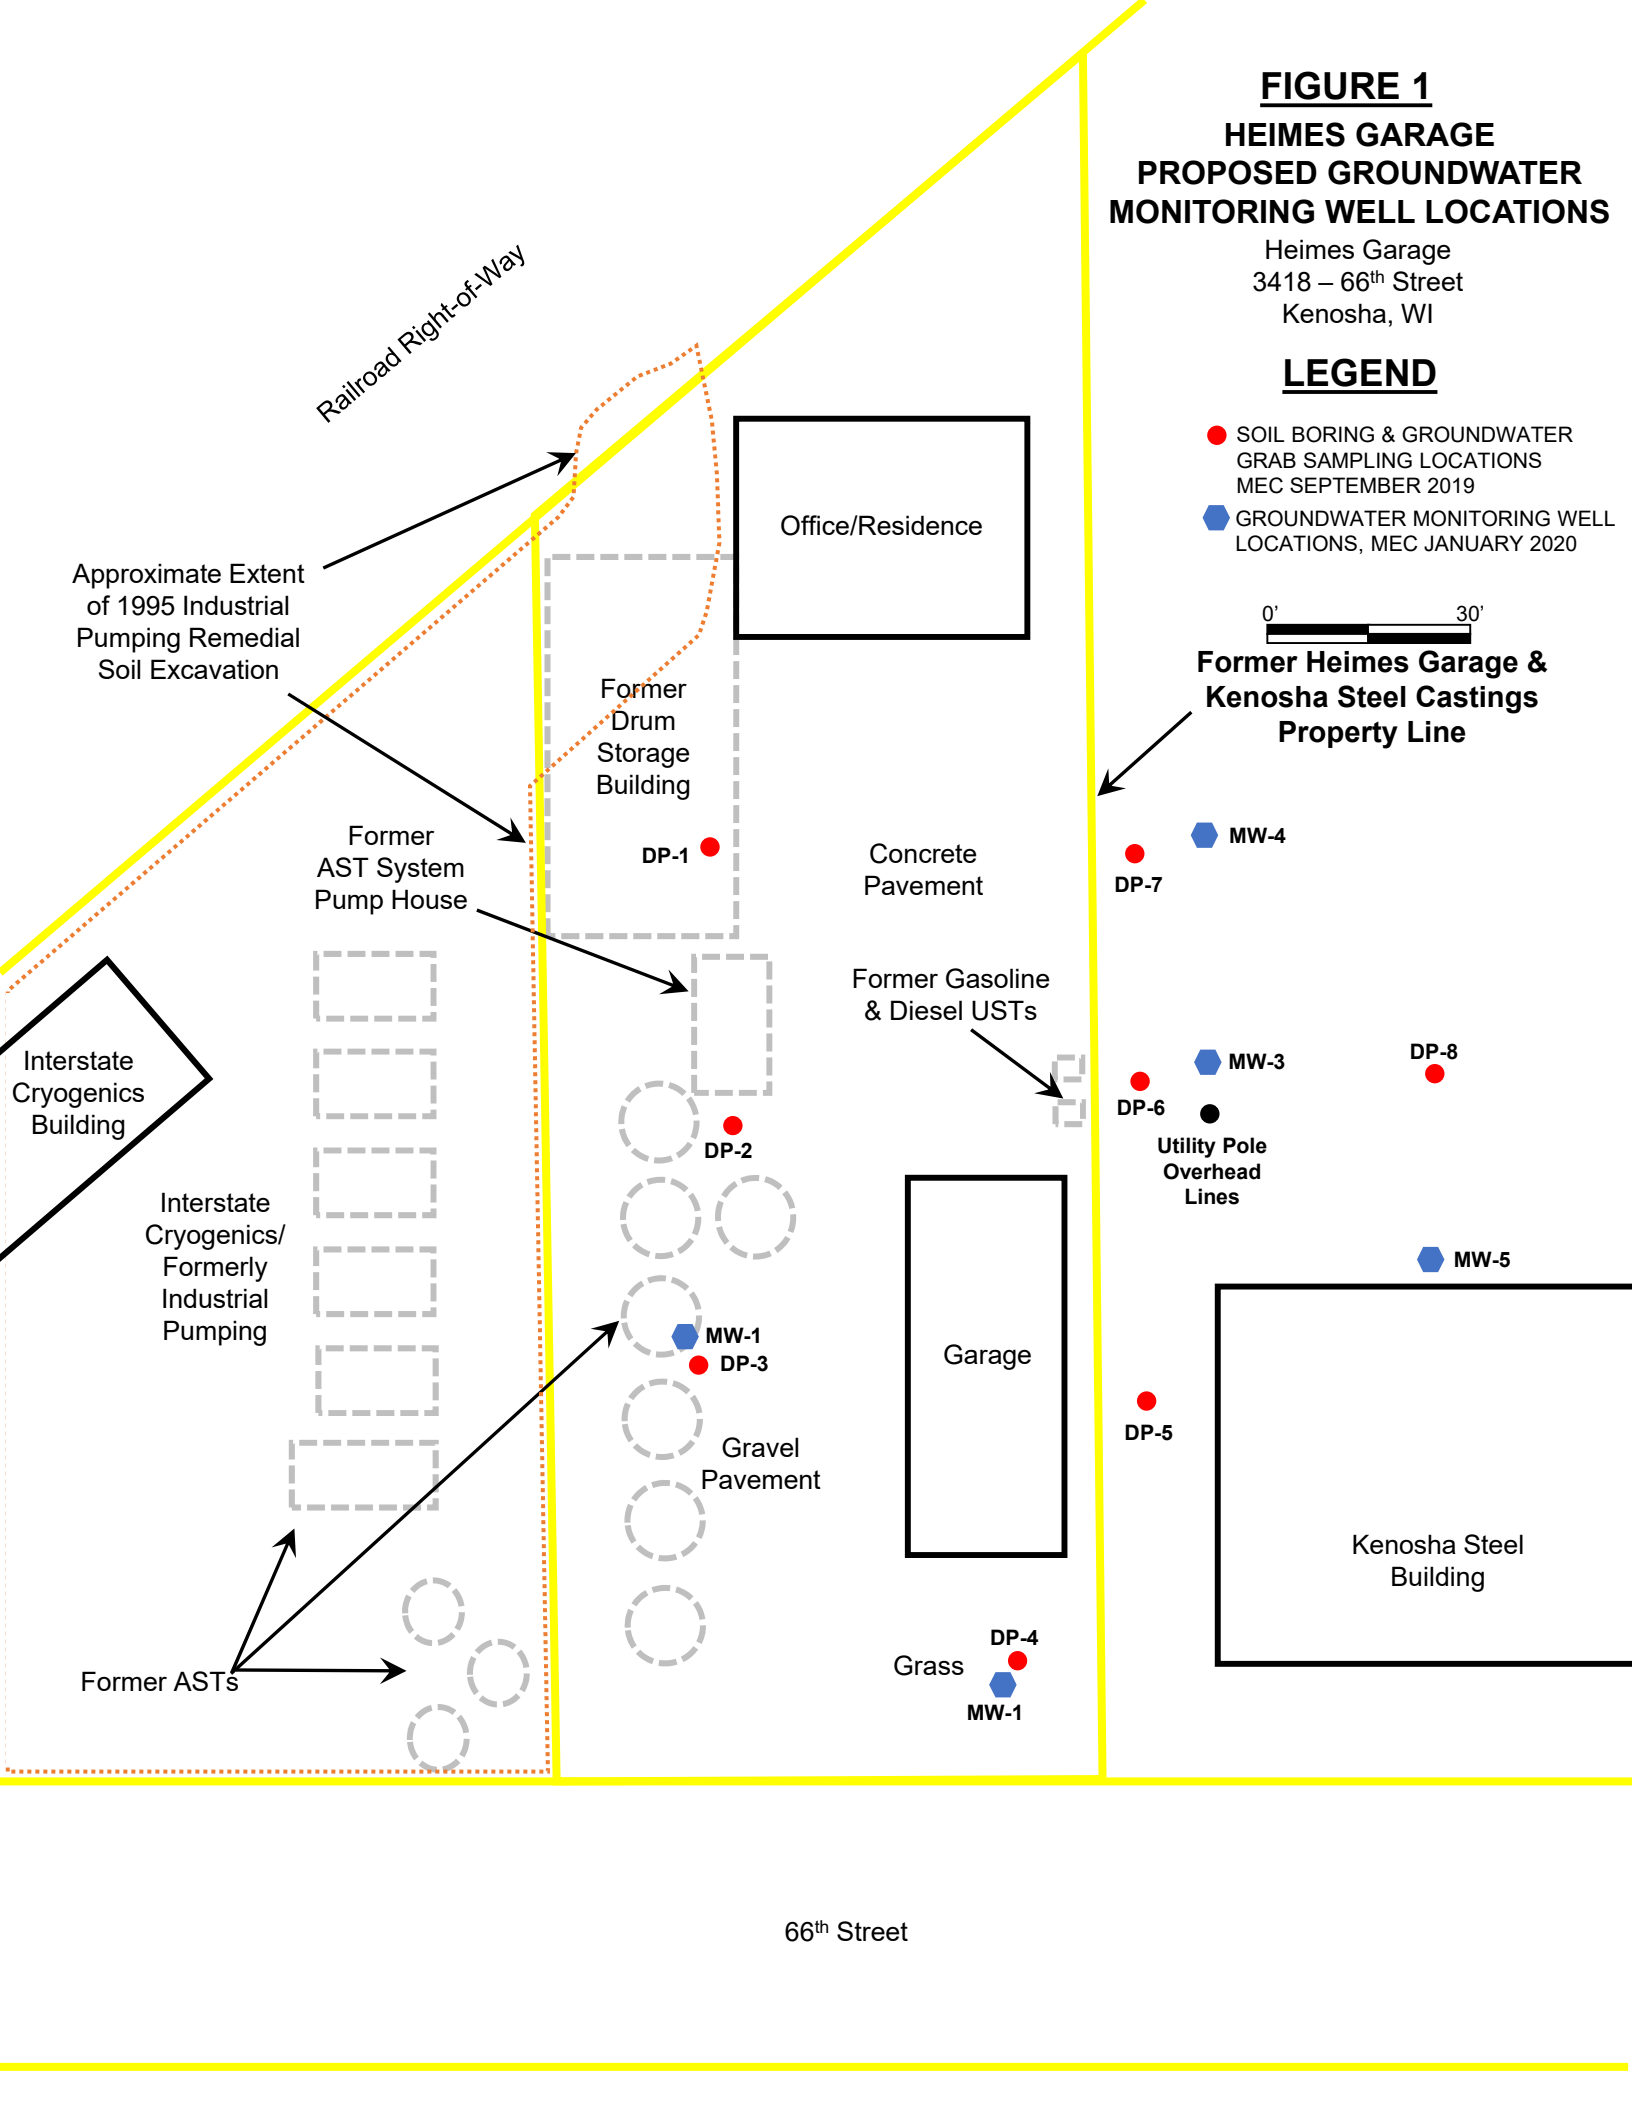 FIGURE 1
HEIMES GARAGE
PROPOSED GROUNDWATER
MONITORING WELL LOCATIONS
Heimes Garage
3418 – 66th Street
Kenosha, WI
LEGEND
SOIL BORING & GROUNDWATER
GRAB SAMPLING LOCATIONS
MEC SEPTEMBER 2019
GROUNDWATER MONITORING WELL
LOCATIONS, MEC JANUARY 2020
0’ 30’
Former Heimes Garage &
Kenosha Steel Castings
Property Line
Railroad Right-of-Way
Office/Residence
Approximate Extent
of 1995 Industrial
Pumping Remedial
Soil Excavation
Former
Drum
Storage
Building
DP-1
Former
AST System
Pump House
Concrete
Pavement
MW-4
DP-7
Former Gasoline
& Diesel USTs
Interstate
Cryogenics
Building
DP-2
MW-3
DP-6
DP-8
Utility Pole
Overhead
Lines
Interstate
Cryogenics/
Formerly
Industrial
Pumping
MW-5
MW-1
DP-3
Garage
DP-5
Gravel
Pavement
Kenosha Steel
Building
Former ASTs
Grass
DP-4
MW-1
66th Street